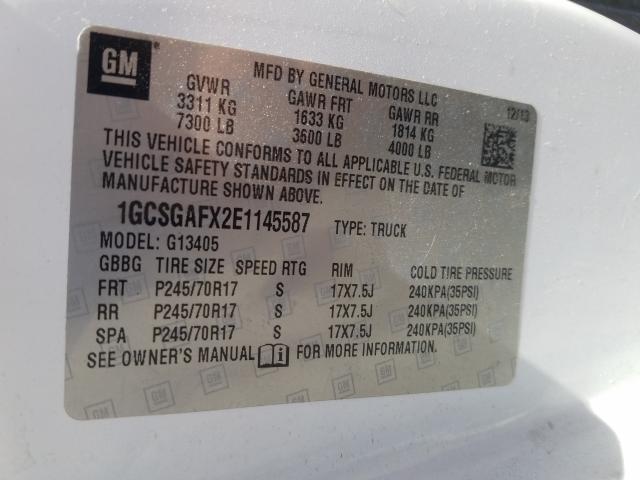 GM
MFD BY GENERAL MOTORS LLC
12/13
GVWR GAWR FRT GAWR RR
3311 KG 1633 KG 1814 KG
7300 LB 3600 LB 4000 LB
THIS VEHICLE CONFORMS TO ALL APPLICABLE U.S. FEDERAL MOTOR
VEHICLE SAFETY STANDARDS IN EFFECT ON THE DATE OF
MANUFACTURE SHOWN ABOVE.
1GCSGAFX2E1145587 TYPE: TRUCK
MODEL: G13405
GBBG TIRE SIZE SPEED RTG RIM COLD TIRE PRESSURE
FRT P245/70R17 S 17X7.5J 240KPA(35PSI)
RR P245/70R17 S 17X7.5J 240KPA(35PSI)
SPA P245/70R17 S 17X7.5J 240KPA(35PSI)
SEE OWNER'S MANUAL i FOR MORE INFORMATION.